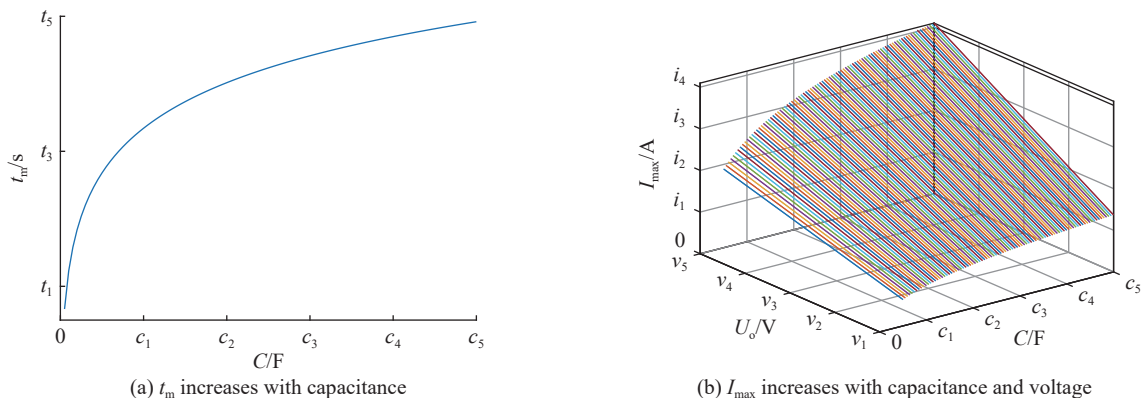 t₅
t₃
t₁
tₘ/s
0 c₁ c₂ c₃ c₄ c₅
C/F
(a) tₘ increases with capacitance
i₄
i₃
i₂
i₁
0
Iₘₐₓ/A
v₅ v₄ v₃ v₂ v₁
Uₒ/V
0 c₁ c₂ c₃ c₄ c₅
C/F
(b) Iₘₐₓ increases with capacitance and voltage